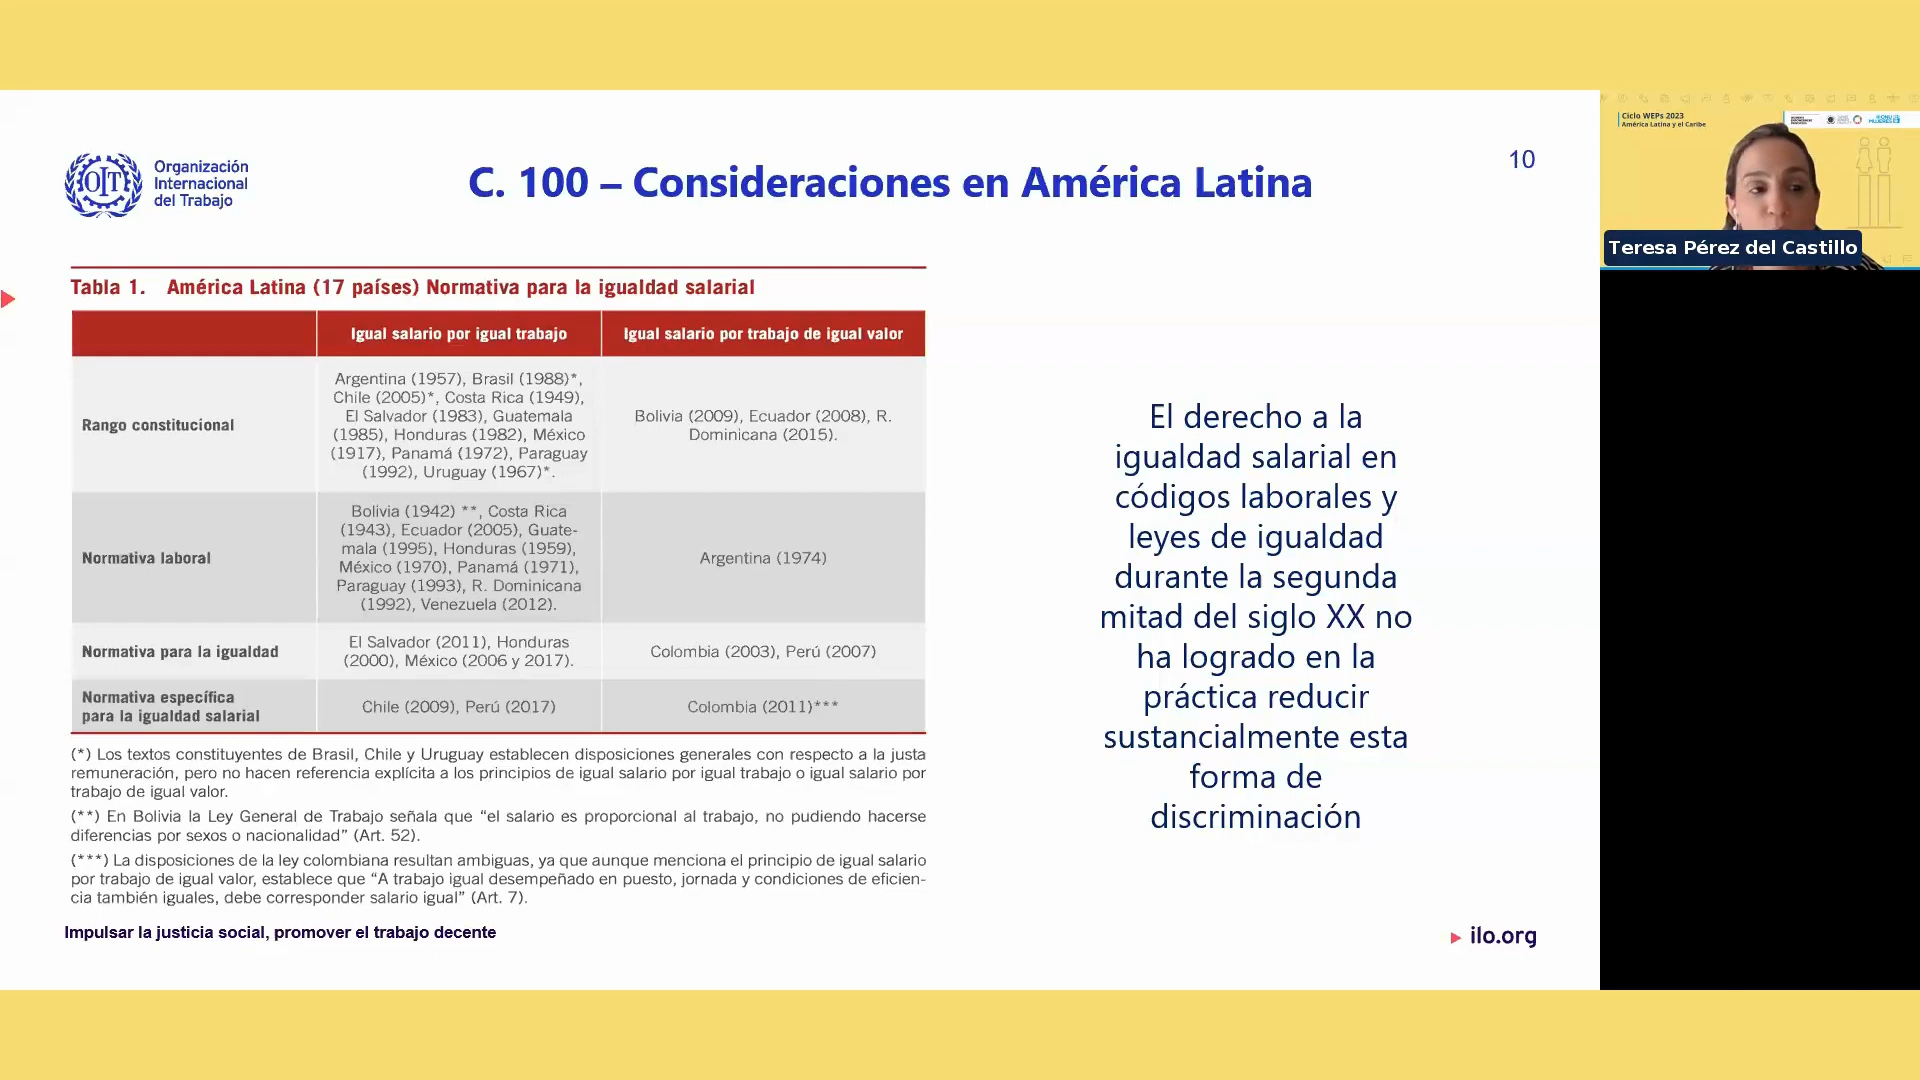 Organización
Internacional
del Trabajo
OIT
C. 100 – Consideraciones en América Latina
10
Tabla 1. América Latina (17 países) Normativa para la igualdad salarial
Igual salario por igual trabajo
Igual salario por trabajo de igual valor
Rango constitucional
Argentina (1957), Brasil (1988)*,
Chile (2005)*, Costa Rica (1949),
El Salvador (1983), Guatemala
(1985), Honduras (1982), México
(1917), Panamá (1972), Paraguay
(1992), Uruguay (1967)*.
Bolivia (2009), Ecuador (2008), R.
Dominicana (2015).
Normativa laboral
Bolivia (1942) **, Costa Rica
(1943), Ecuador (2005), Guate-
mala (1995), Honduras (1959),
México (1970), Panamá (1971),
Paraguay (1993), R. Dominicana
(1992), Venezuela (2012).
Argentina (1974)
Normativa para la igualdad
El Salvador (2011), Honduras
(2000), México (2006 y 2017).
Colombia (2003), Perú (2007)
Normativa específica
para la igualdad salarial
Chile (2009), Perú (2017)
Colombia (2011)***
(*) Los textos constituyentes de Brasil, Chile y Uruguay establecen disposiciones generales con respecto a la justa
remuneración, pero no hacen referencia explícita a los principios de igual salario por igual trabajo o igual salario por
trabajo de igual valor.
(**) En Bolivia la Ley General de Trabajo señala que “el salario es proporcional al trabajo, no pudiendo hacerse
diferencias por sexos o nacionalidad” (Art. 52).
(***) La disposiciones de la ley colombiana resultan ambiguas, ya que aunque menciona el principio de igual salario
por trabajo de igual valor, establece que “A trabajo igual desempeñado en puesto, jornada y condiciones de eficien-
cia también iguales, debe corresponder salario igual” (Art. 7).
El derecho a la
igualdad salarial en
códigos laborales y
leyes de igualdad
durante la segunda
mitad del siglo XX no
ha logrado en la
práctica reducir
sustancialmente esta
forma de
discriminación
Impulsar la justicia social, promover el trabajo decente
ilo.org
Ciclo WEPs 2023
América Latina y el Caribe
ONU
MUJERES
Teresa Pérez del Castillo